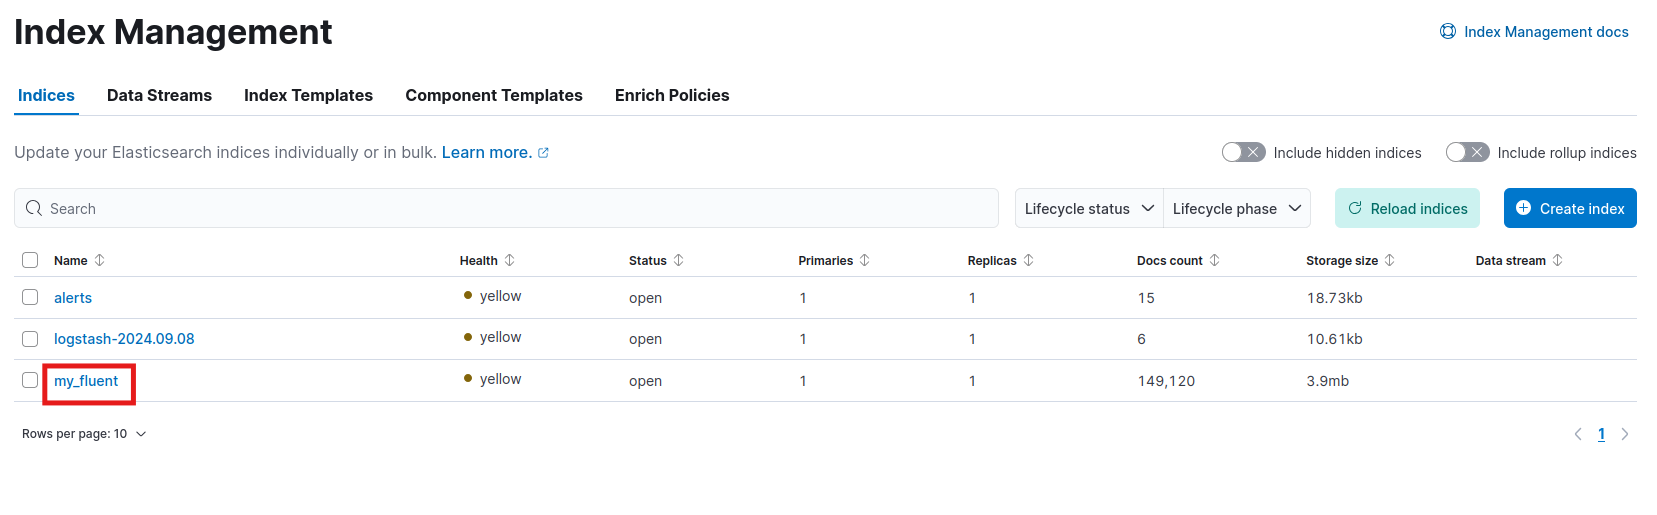 Index Management
Index Management docs
Indices Data Streams Index Templates Component Templates Enrich Policies
Update your Elasticsearch indices individually or in bulk. Learn more.
Include hidden indices Include rollup indices
Search Lifecycle status Lifecycle phase Reload indices Create index
Name Health Status Primaries Replicas Docs count Storage size Data stream
alerts yellow open 1 1 15 18.73kb
logstash-2024.09.08 yellow open 1 1 6 10.61kb
my_fluent yellow open 1 1 149,120 3.9mb
Rows per page: 10 1